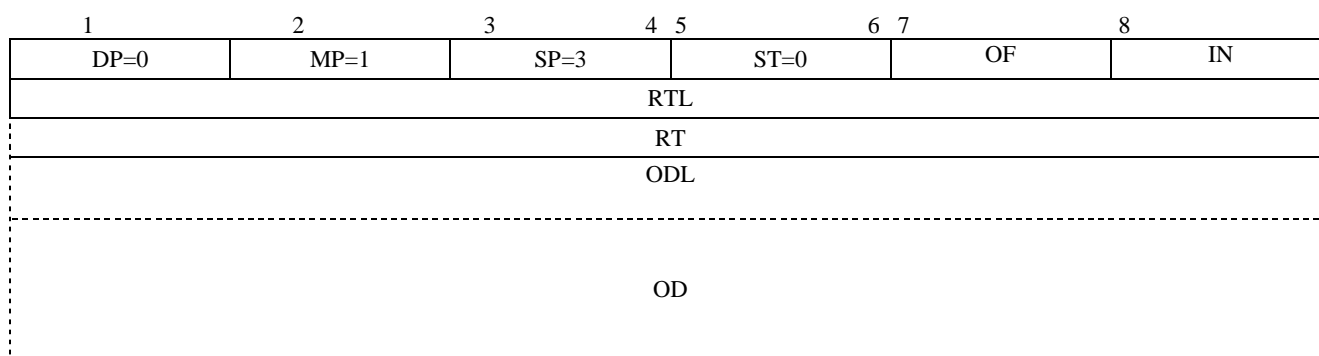 1 2 3 4 5 6 7 8
DP=0 MP=1 SP=3 ST=0 OF IN
RTL
RT
ODL
OD